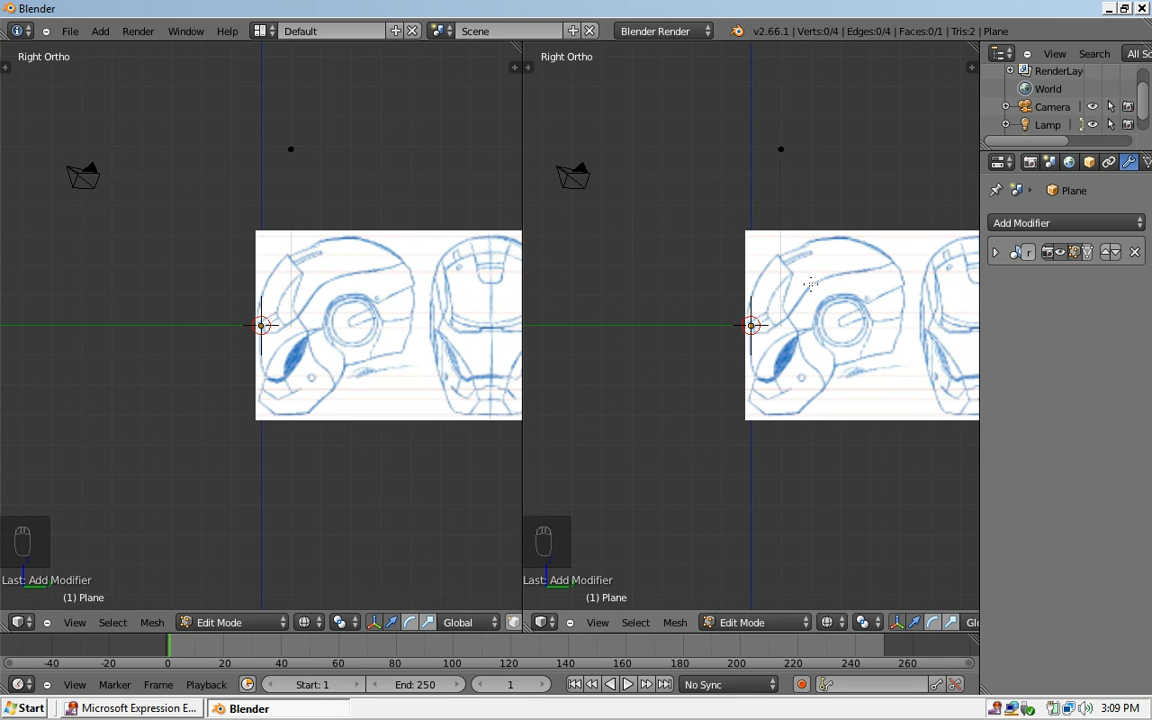 Blender
File Add Render Window Help Default Scene Blender Render v2.66.1 | Verts:0/4 | Edges:0/4 | Faces:0/1 | Tris:2 | Plane
Right Ortho
Right Ortho
View Search All Sc
RenderLay
World
Camera
Lamp
Plane
Add Modifier
r
Last: Add Modifier
Last: Add Modifier
(1) Plane
(1) Plane
View Select Mesh Edit Mode Global
View Select Mesh Edit Mode Gl
-40 -20 0 20 40 60 80 100 120 140 160 180 200 220 240 260
View Marker Frame Playback Start: 1 End: 250 1 No Sync
Start Microsoft Expression E... Blender 3:09 PM